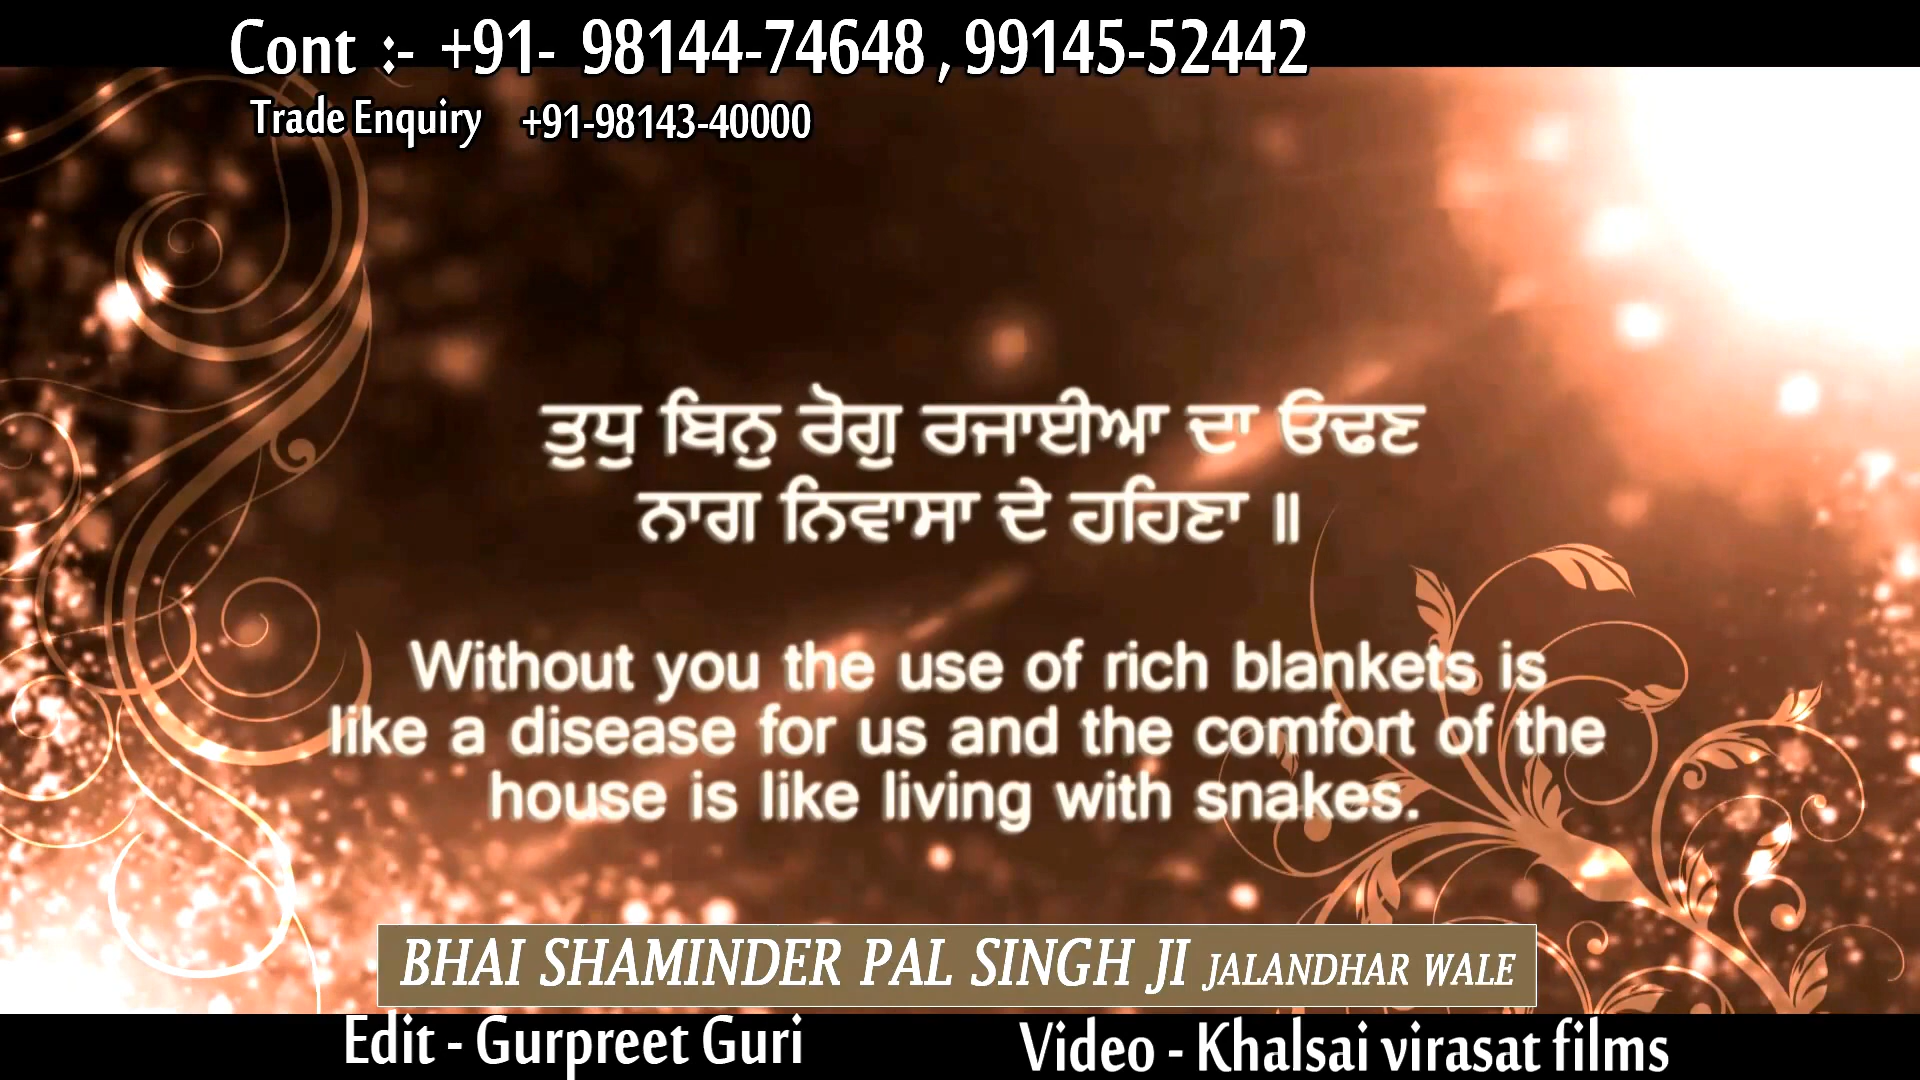 Cont :- +91- 98144-74648 , 99145-52442
Trade Enquiry +91-98143-40000
ਤੁਧੁ ਬਿਨੁ ਰੋਗੁ ਰਜਾਈਆ ਦਾ ਓਢਣ
ਨਾਗ ਨਿਵਾਸਾ ਦੇ ਹਹਿਣਾ ॥
Without you the use of rich blankets is
like a disease for us and the comfort of the
house is like living with snakes.
BHAI SHAMINDER PAL SINGH JI JALANDHAR WALE
Edit - Gurpreet Guri
Video - Khalsai virasat films